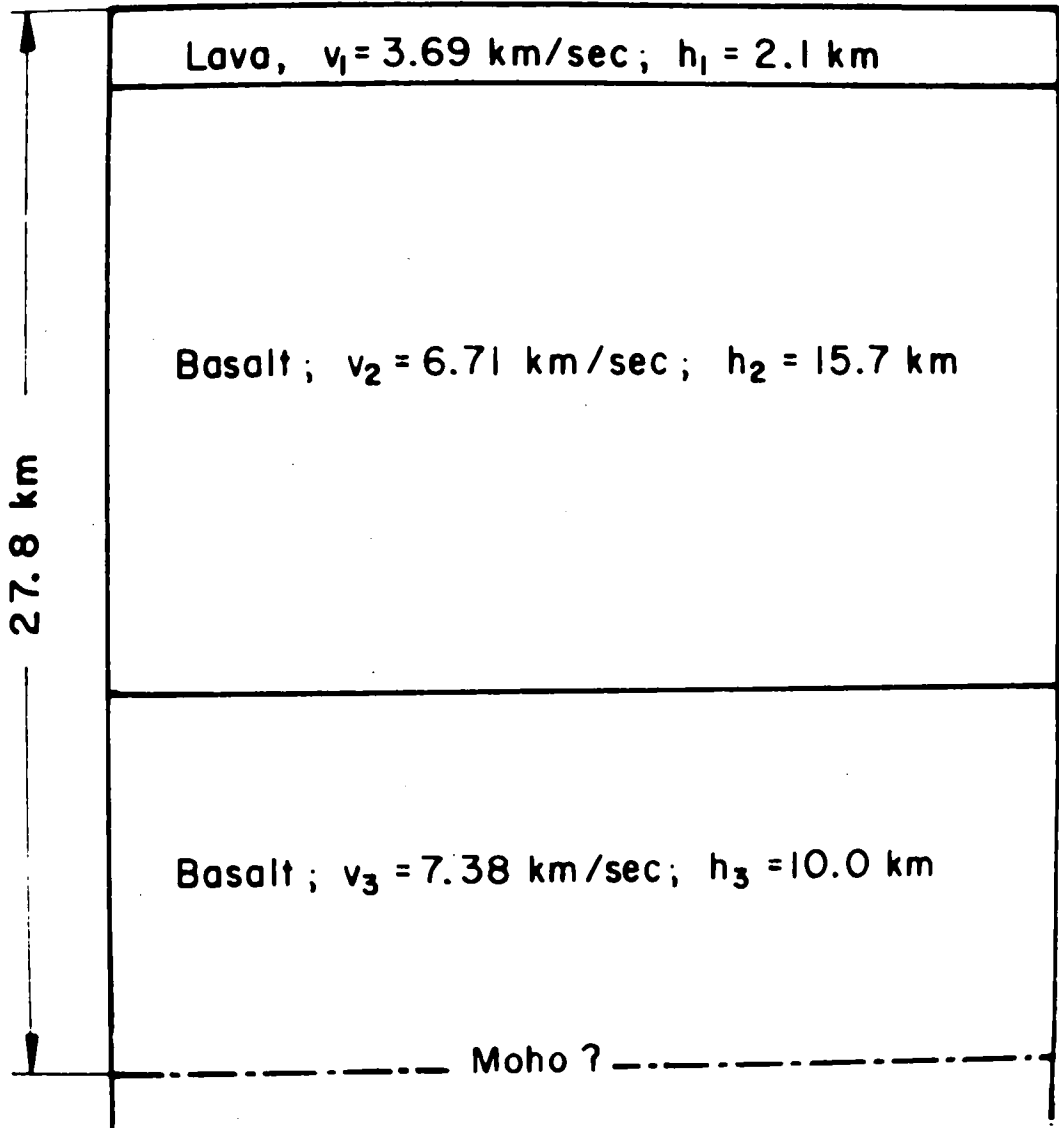 Lava, v₁ = 3.69 km/sec; h₁ = 2.1 km
Basalt; v₂ = 6.71 km/sec; h₂ = 15.7 km
27.8 km
Basalt; v₃ = 7.38 km/sec; h₃ = 10.0 km
Moho ?